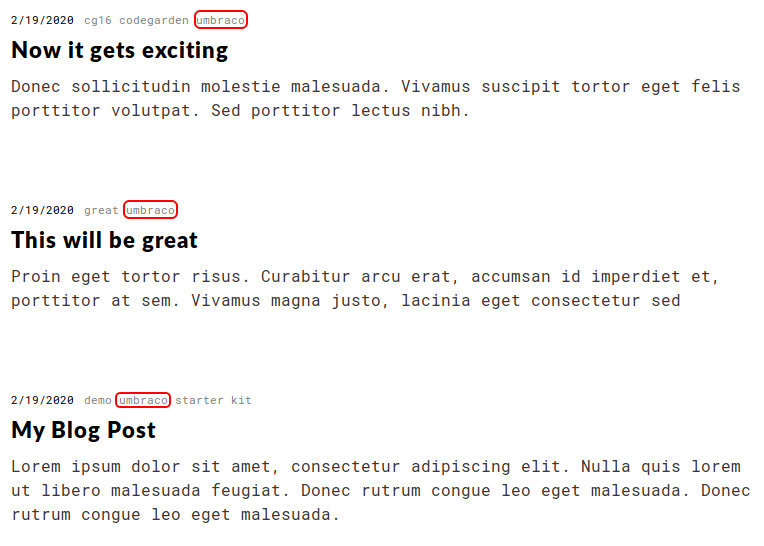 2/19/2020 cg16 codegarden umbraco
Now it gets exciting
Donec sollicitudin molestie malesuada. Vivamus suscipit tortor eget felis
porttitor volutpat. Sed porttitor lectus nibh.
2/19/2020 great umbraco
This will be great
Proin eget tortor risus. Curabitur arcu erat, accumsan id imperdiet et,
porttitor at sem. Vivamus magna justo, lacinia eget consectetur sed
2/19/2020 demo umbraco starter kit
My Blog Post
Lorem ipsum dolor sit amet, consectetur adipiscing elit. Nulla quis lorem
ut libero malesuada feugiat. Donec rutrum congue leo eget malesuada. Donec
rutrum congue leo eget malesuada.